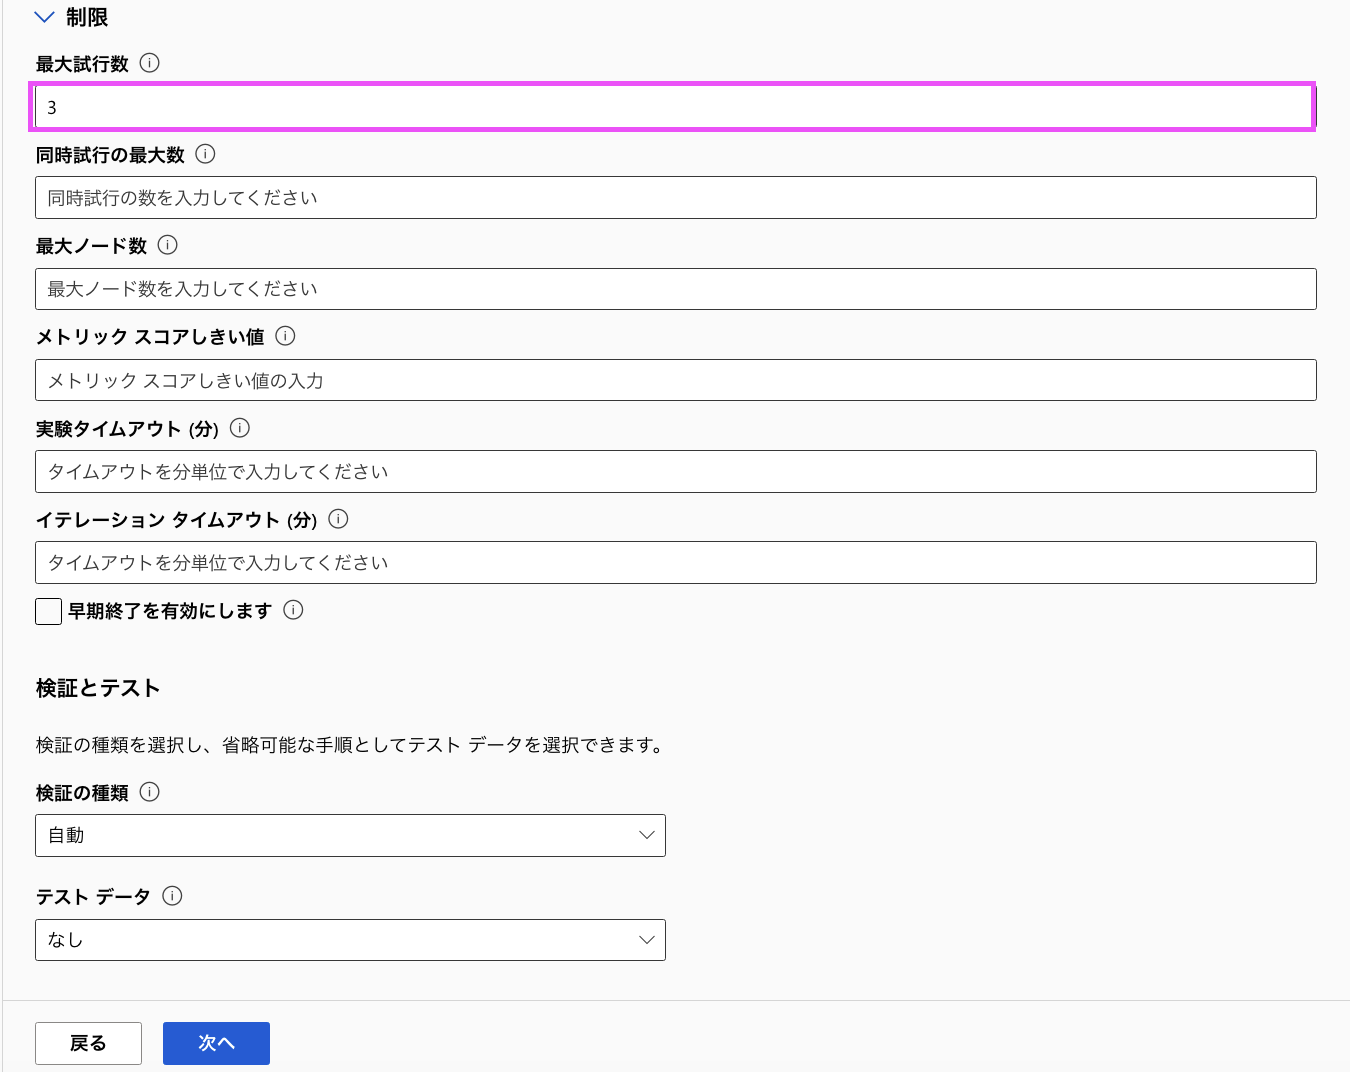 制限
最大試行数
3
同時試行の最大数
同時試行の数を入力してください
最大ノード数
最大ノード数を入力してください
メトリック スコアしきい値
メトリック スコアしきい値の入力
実験タイムアウト (分)
タイムアウトを分単位で入力してください
イテレーション タイムアウト (分)
タイムアウトを分単位で入力してください
早期終了を有効にします
検証とテスト
検証の種類を選択し、省略可能な手順としてテスト データを選択できます。
検証の種類
自動
テスト データ
なし
戻る 次へ